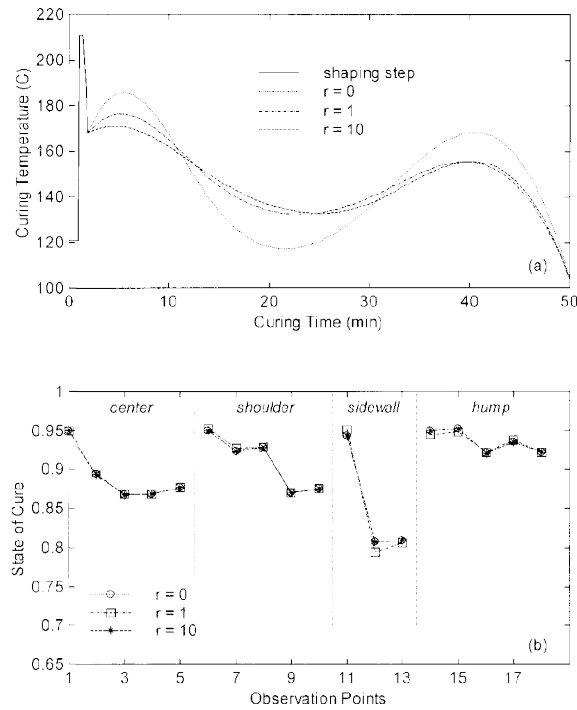 220
200
180
160
140
120
100
Curing Temperature (C)
shaping step
r = 0
r = 1
r = 10
(a)
0
10
20
30
40
50
Curing Time (min)
1
0.95
0.9
0.85
0.8
0.75
0.7
0.65
State of Cure
center
shoulder
sidewall
hump
r = 0
r = 1
r = 10
(b)
1
3
5
7
9
11
13
15
17
Observation Points